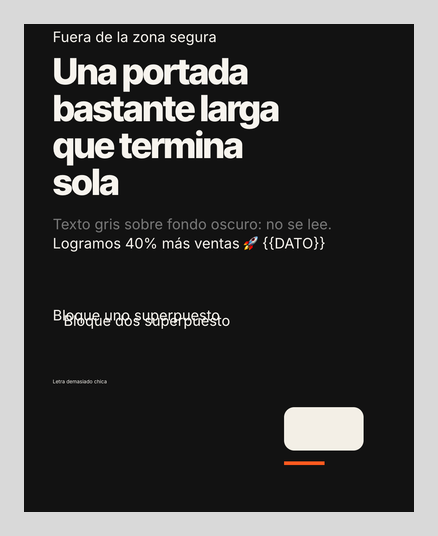 Fuera de la zona segura
Una portada
bastante larga
que termina
sola
Texto gris sobre fondo oscuro: no se lee.
Logramos 40% más ventas 🚀 {{DATO}}
Bloque uno superpuesto
Bloque dos superpuesto
Letra demasiado chica